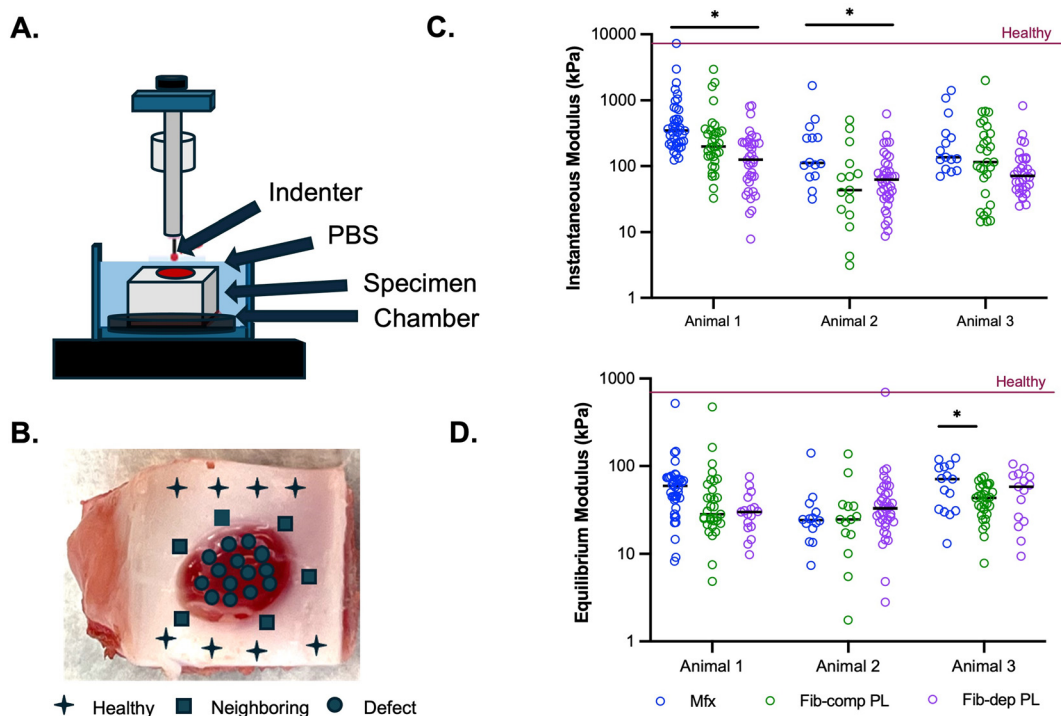 A.
Indenter
PBS
Specimen
Chamber
B.
Healthy Neighboring Defect
C.
* *
Healthy
Instantaneous Modulus (kPa)
10000
1000
100
10
1
Animal 1 Animal 2 Animal 3
D.
Healthy
*
Equilibrium Modulus (kPa)
1000
100
10
1
Animal 1 Animal 2 Animal 3
Mfx Fib-comp PL Fib-dep PL